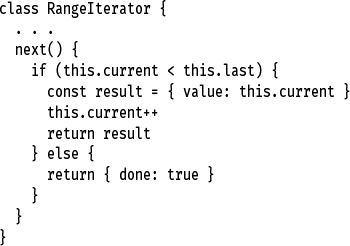 class RangeIterator {
  . . .
  next() {
    if (this.current < this.last) {
      const result = { value: this.current }
      this.current++
      return result
    } else {
      return { done: true }
    }
  }
}